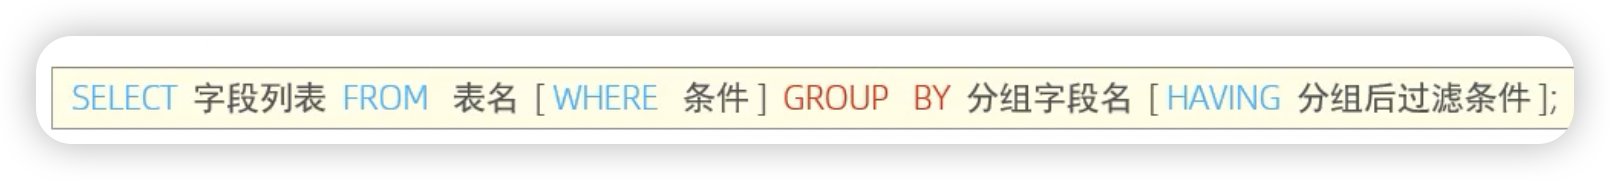 SELECT 字段列表 FROM 表名 [ WHERE 条件 ] GROUP BY 分组字段名 [ HAVING 分组后过滤条件 ];